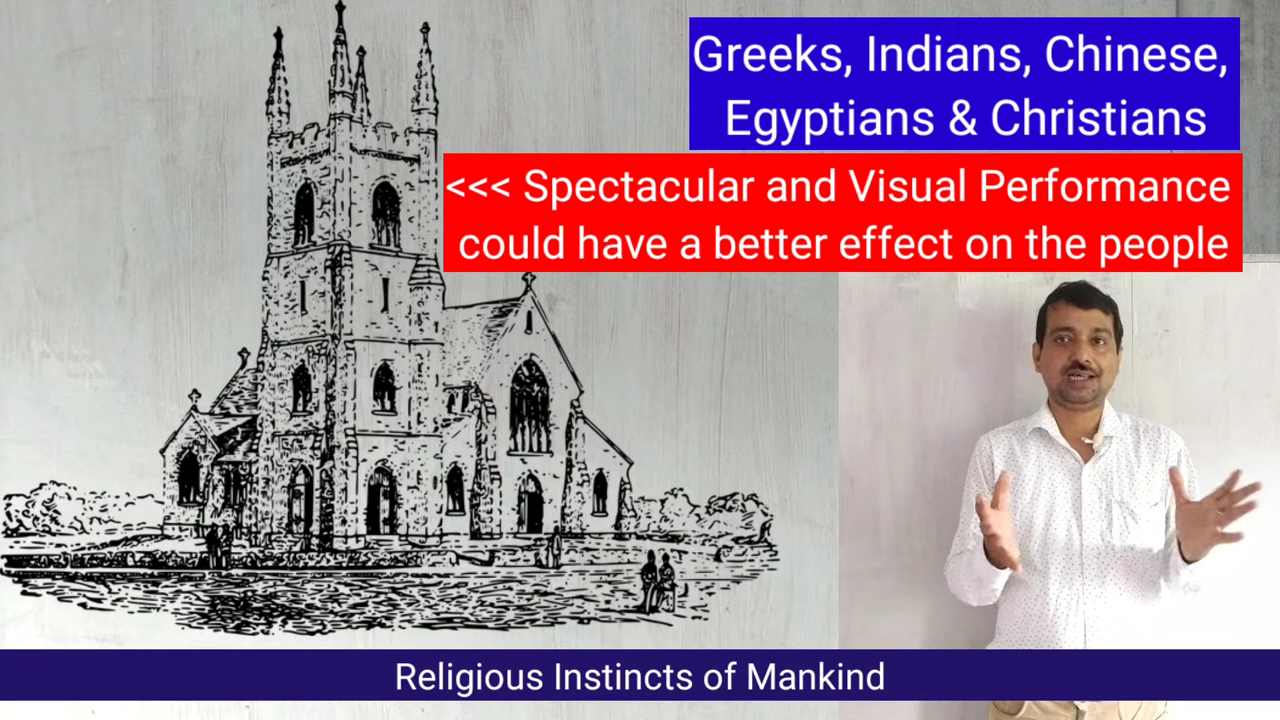 Greeks, Indians, Chinese,
Egyptians & Christians
<<< Spectacular and Visual Performance
could have a better effect on the people
Religious Instincts of Mankind